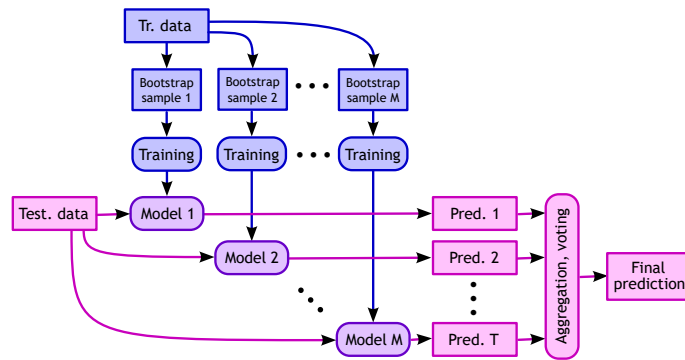 Tr. data
Bootstrap
sample 1
Bootstrap
sample 2
Bootstrap
sample M
Training
Training
Training
Test. data
Model 1
Pred. 1
Model 2
Pred. 2
Model M
Pred. T
Aggregation, voting
Final
prediction